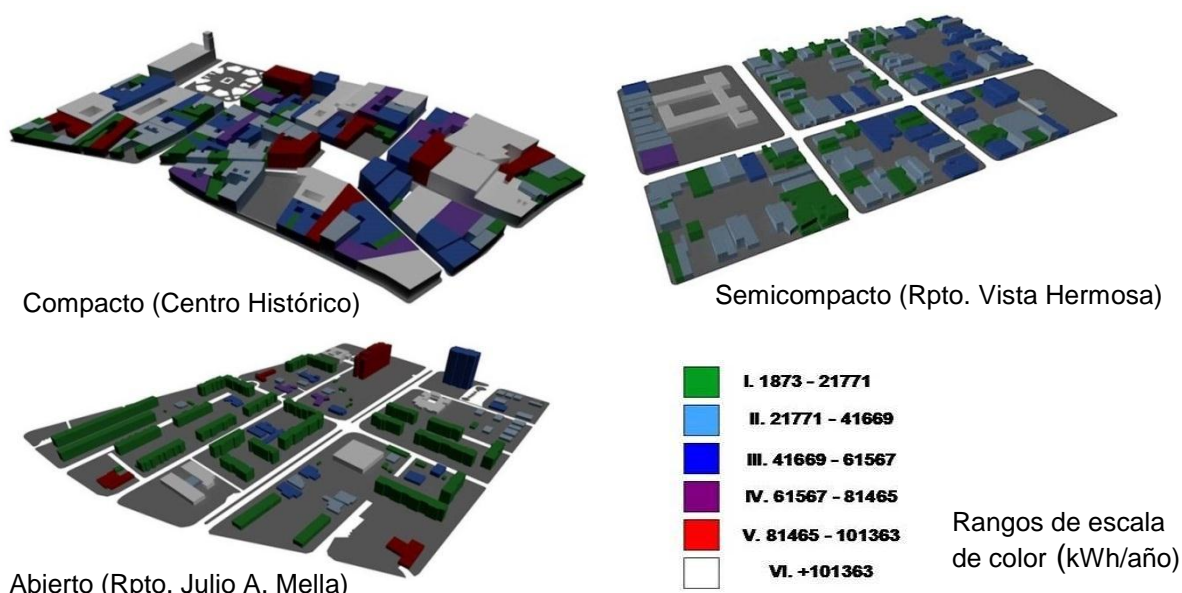 Compacto (Centro Histórico)
Semicompacto (Rpto. Vista Hermosa)
Abierto (Rpto. Julio A. Mella)
I. 1873 - 21771
II. 21771 - 41669
III. 41669 - 61567
IV. 61567 - 81465
V. 81465 - 101363
VI. +101363
Rangos de escala
de color (kWh/año)